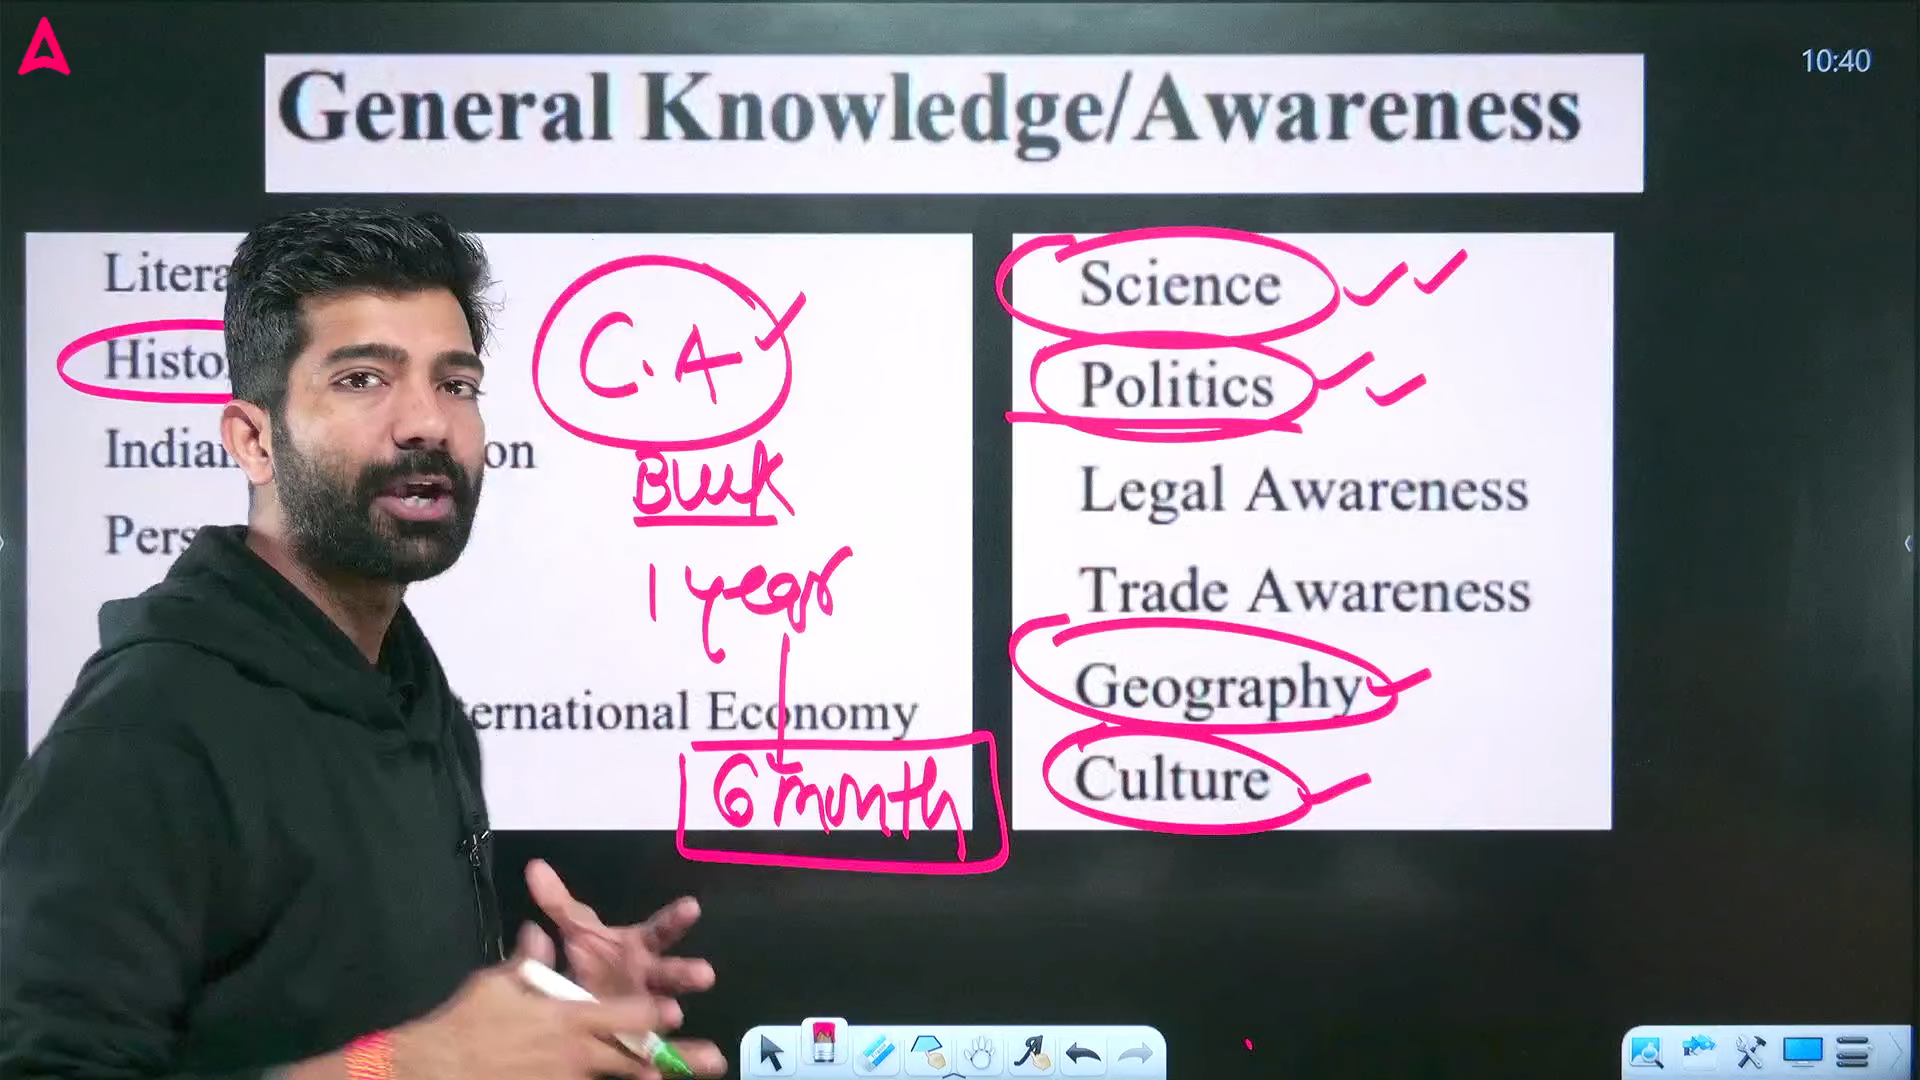 10:40
General Knowledge/Awareness
Litera
Histo
C.A
India on
Bulk
Pers
1 year
ernational Economy
6 month
Science
Politics
Legal Awareness
Trade Awareness
Geography
Culture